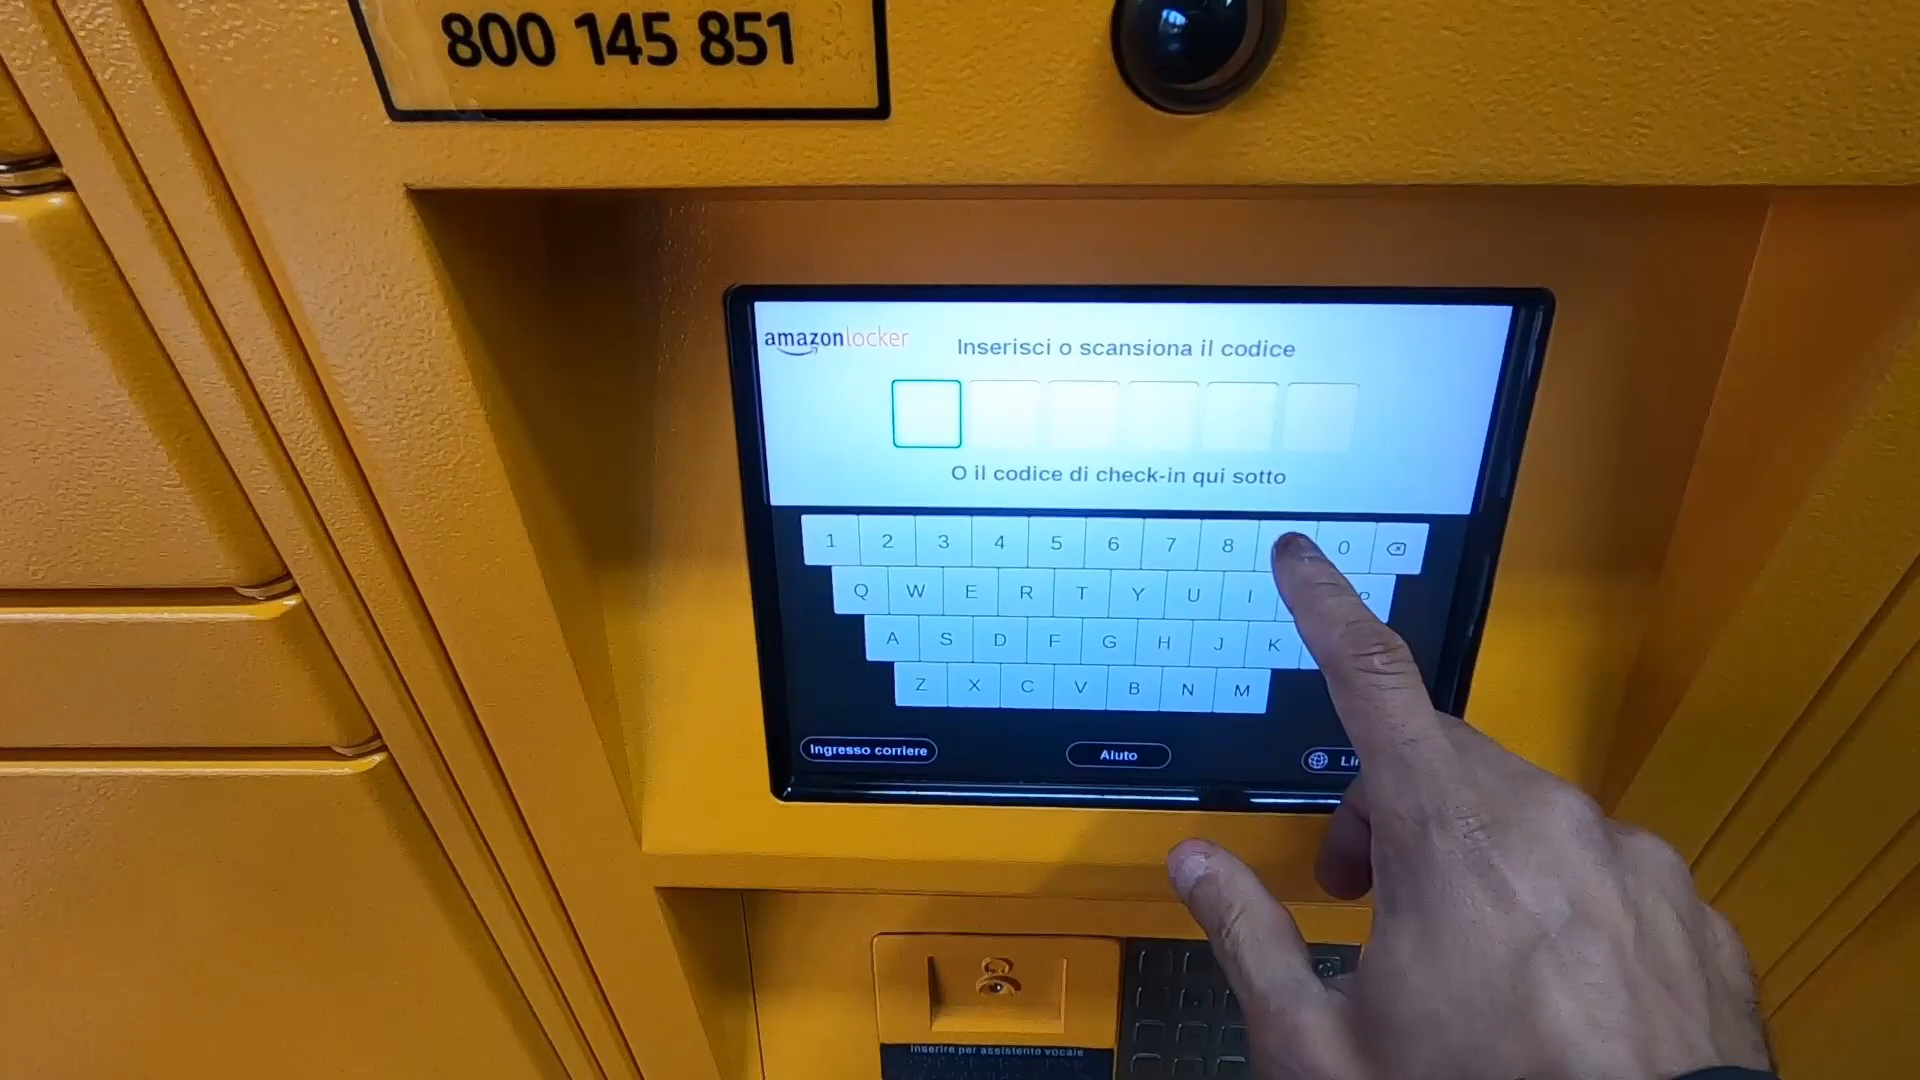 800 145 851
amazonlocker
Inserisci o scansiona il codice
O il codice di check-in qui sotto
1 2 3 4 5 6 7 8 0
Q W E R T Y U I P
A S D F G H J K
Z X C V B N M
Ingresso corriere
Aiuto
Inserire per assistente vocale